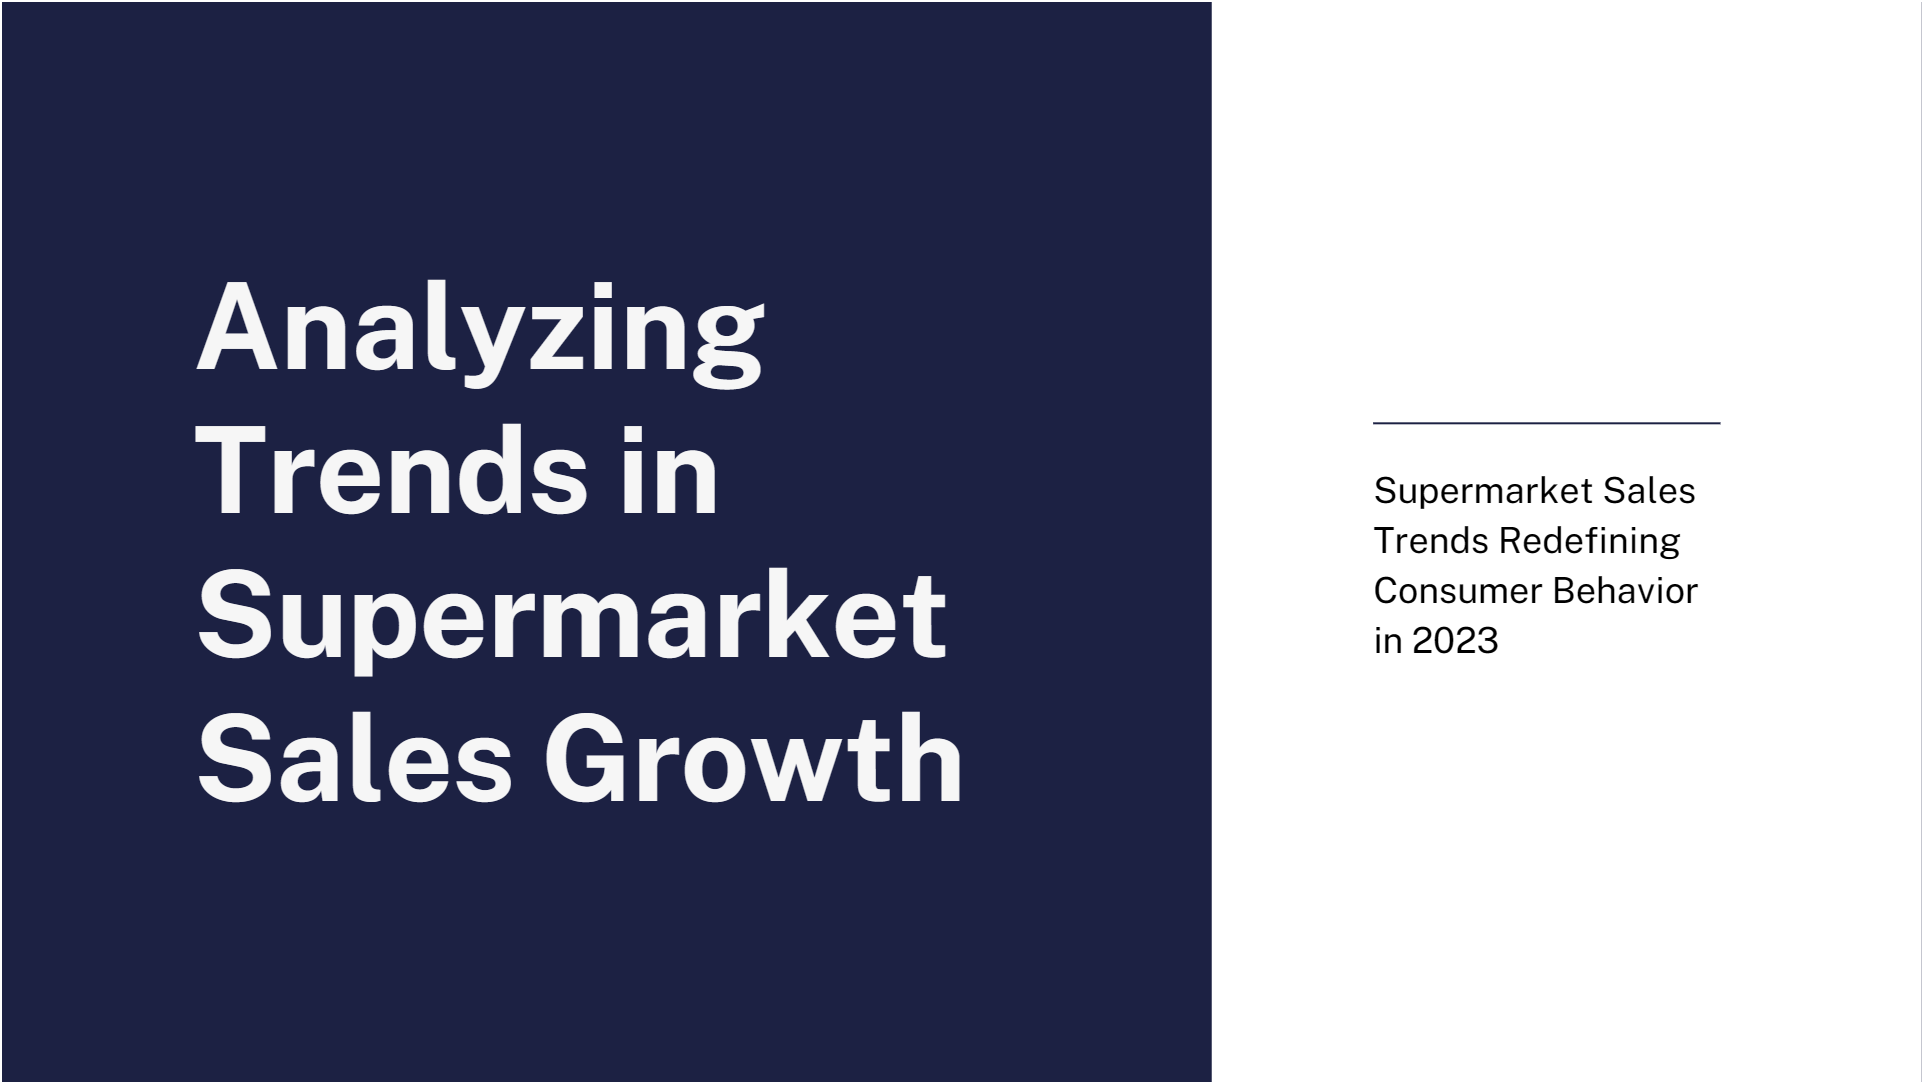 Analyzing
Trends in
Supermarket
Sales Growth
Supermarket Sales
Trends Redefining
Consumer Behavior
in 2023